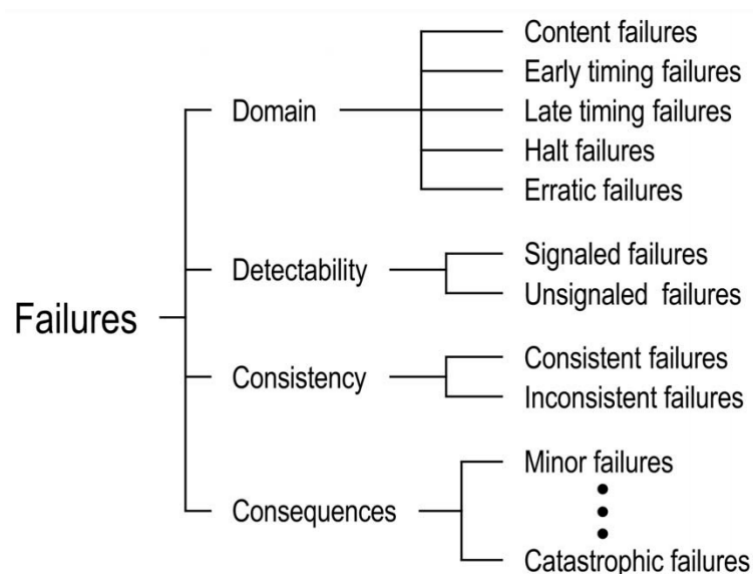 Failures
Domain
Content failures
Early timing failures
Late timing failures
Halt failures
Erratic failures
Detectability
Signaled failures
Unsignaled failures
Consistency
Consistent failures
Inconsistent failures
Consequences
Minor failures
Catastrophic failures